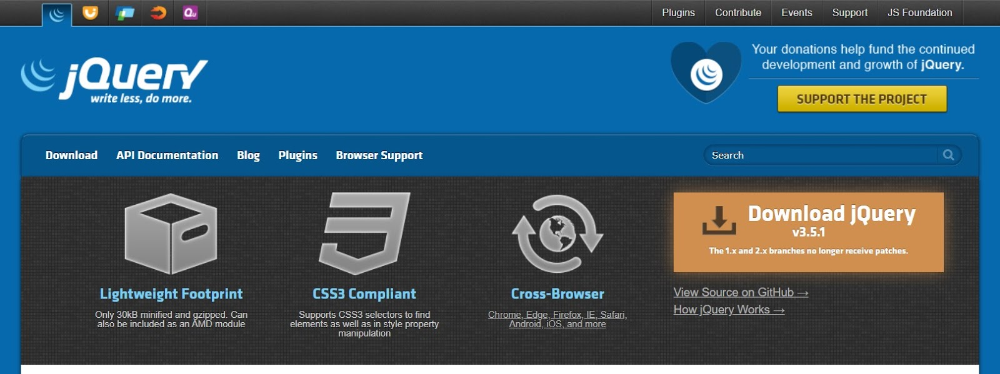 Qu
Plugins Contribute Events Support JS Foundation
jQuery
write less, do more.
Your donations help fund the continued
development and growth of jQuery.
SUPPORT THE PROJECT
Download API Documentation Blog Plugins Browser Support
Search
Lightweight Footprint
Only 30kB minified and gzipped. Can
also be included as an AMD module
CSS3 Compliant
Supports CSS3 selectors to find
elements as well as in style property
manipulation
Cross-Browser
Chrome, Edge, Firefox, IE, Safari,
Android, iOS, and more
Download jQuery
v3.5.1
The 1.x and 2.x branches no longer receive patches.
View Source on GitHub →
How jQuery Works →